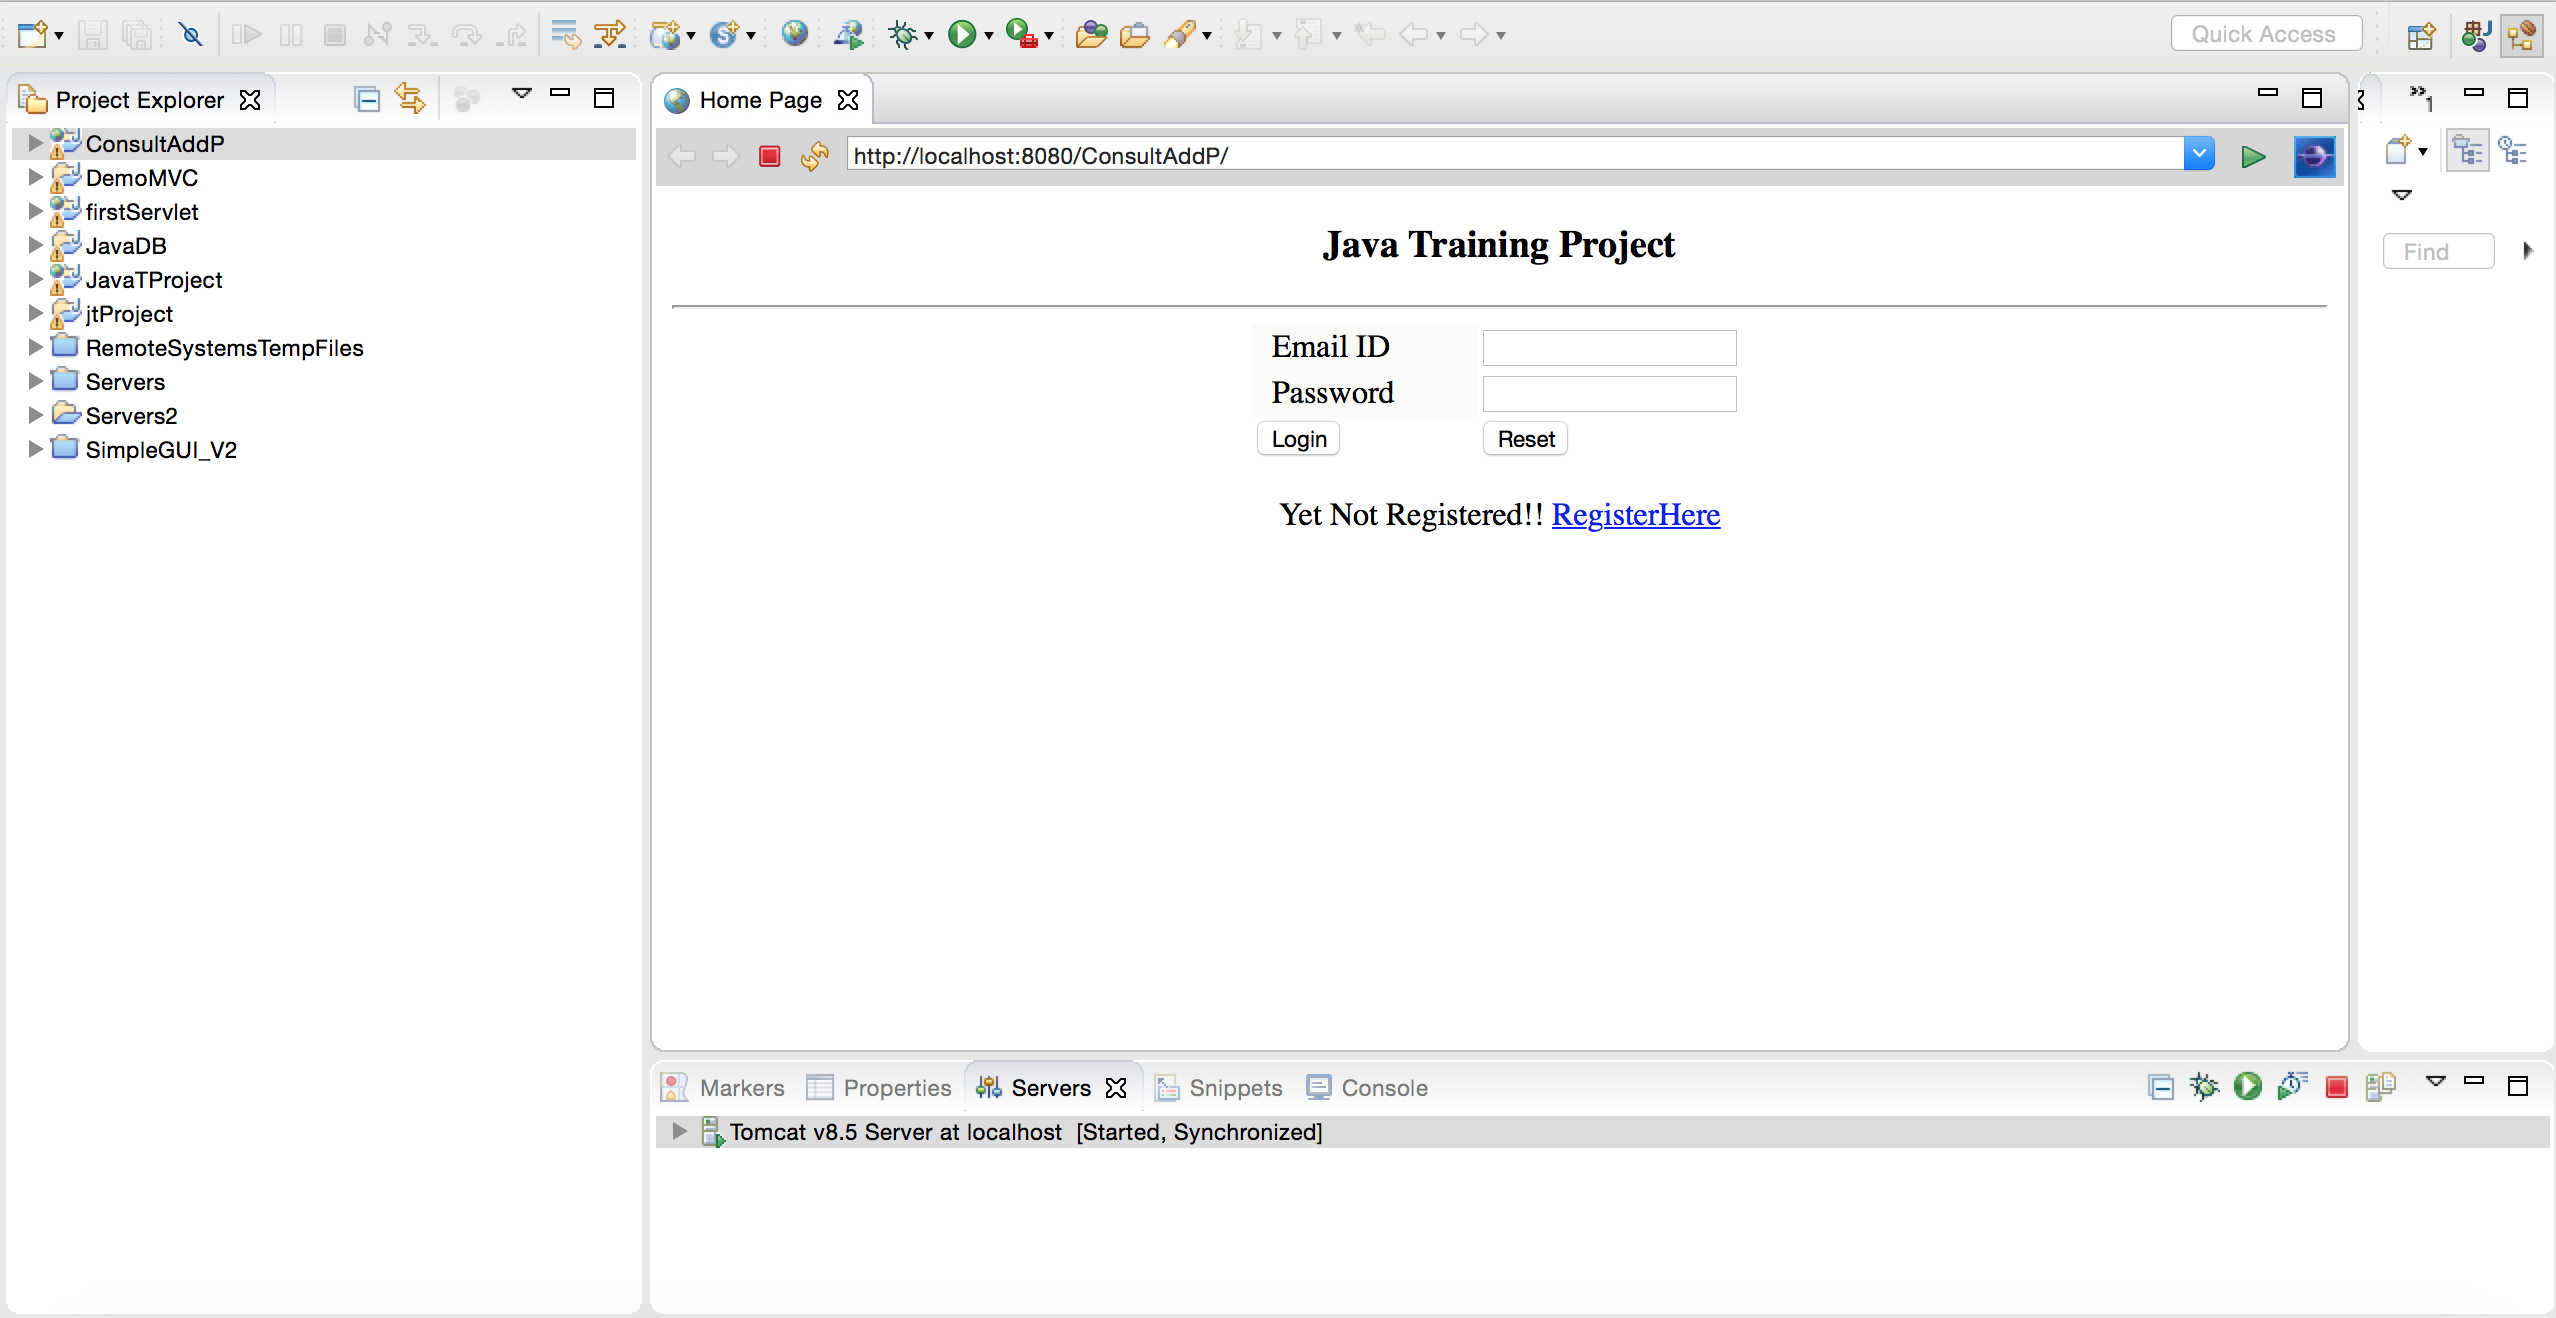 Quick Access
Project Explorer
ConsultAddP
DemoMVC
firstServlet
JavaDB
JavaTProject
jtProject
RemoteSystemsTempFiles
Servers
Servers2
SimpleGUI_V2
Home Page
http://localhost:8080/ConsultAddP/
Java Training Project
Email ID
Password
Login Reset
Yet Not Registered!! RegisterHere
1
Find
Markers Properties Servers Snippets Console
Tomcat v8.5 Server at localhost [Started, Synchronized]